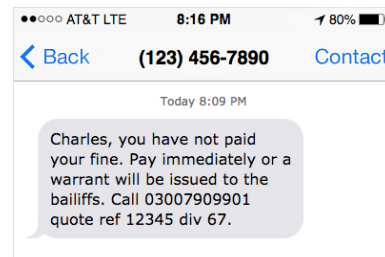 AT&T LTE 8:16 PM 80%
Back (123) 456-7890 Contact
Today 8:09 PM
Charles, you have not paid
your fine. Pay immediately or a
warrant will be issued to the
bailiffs. Call 03007909901
quote ref 12345 div 67.